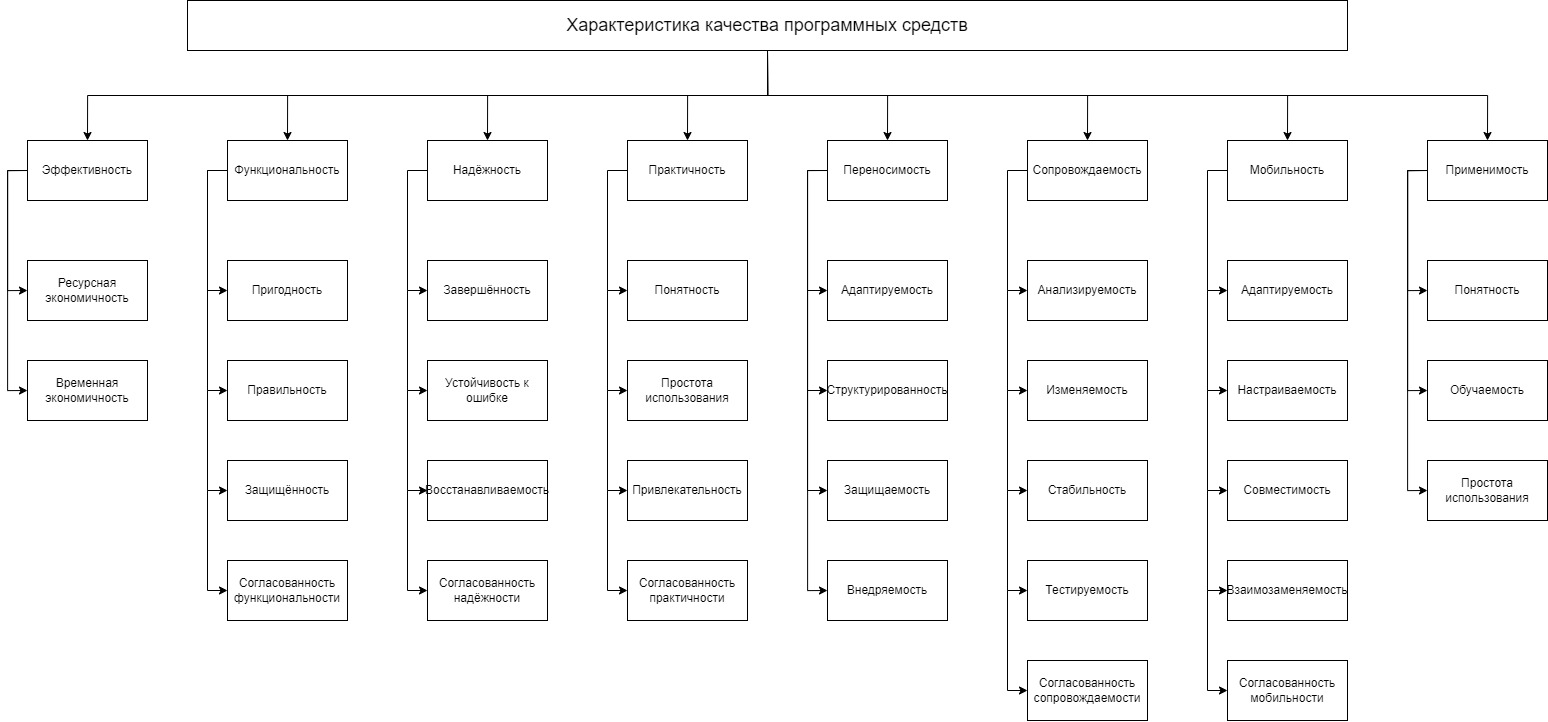 Характеристика качества программных средств
Эффективность
Функциональность
Надёжность
Практичность
Переносимость
Сопровождаемость
Мобильность
Применимость
Ресурсная
экономичность
Пригодность
Завершённость
Понятность
Адаптируемость
Анализируемость
Адаптируемость
Понятность
Временная
экономичность
Правильность
Устойчивость к
ошибке
Простота
использования
Структурированность
Изменяемость
Настраиваемость
Обучаемость
Защищённость
Восстанавливаемость
Привлекательность
Защищаемость
Стабильность
Совместимость
Простота
использования
Согласованность
функциональности
Согласованность
надёжности
Согласованность
практичности
Внедряемость
Тестируемость
Взаимозаменяемость
Согласованность
сопровождаемости
Согласованность
мобильности